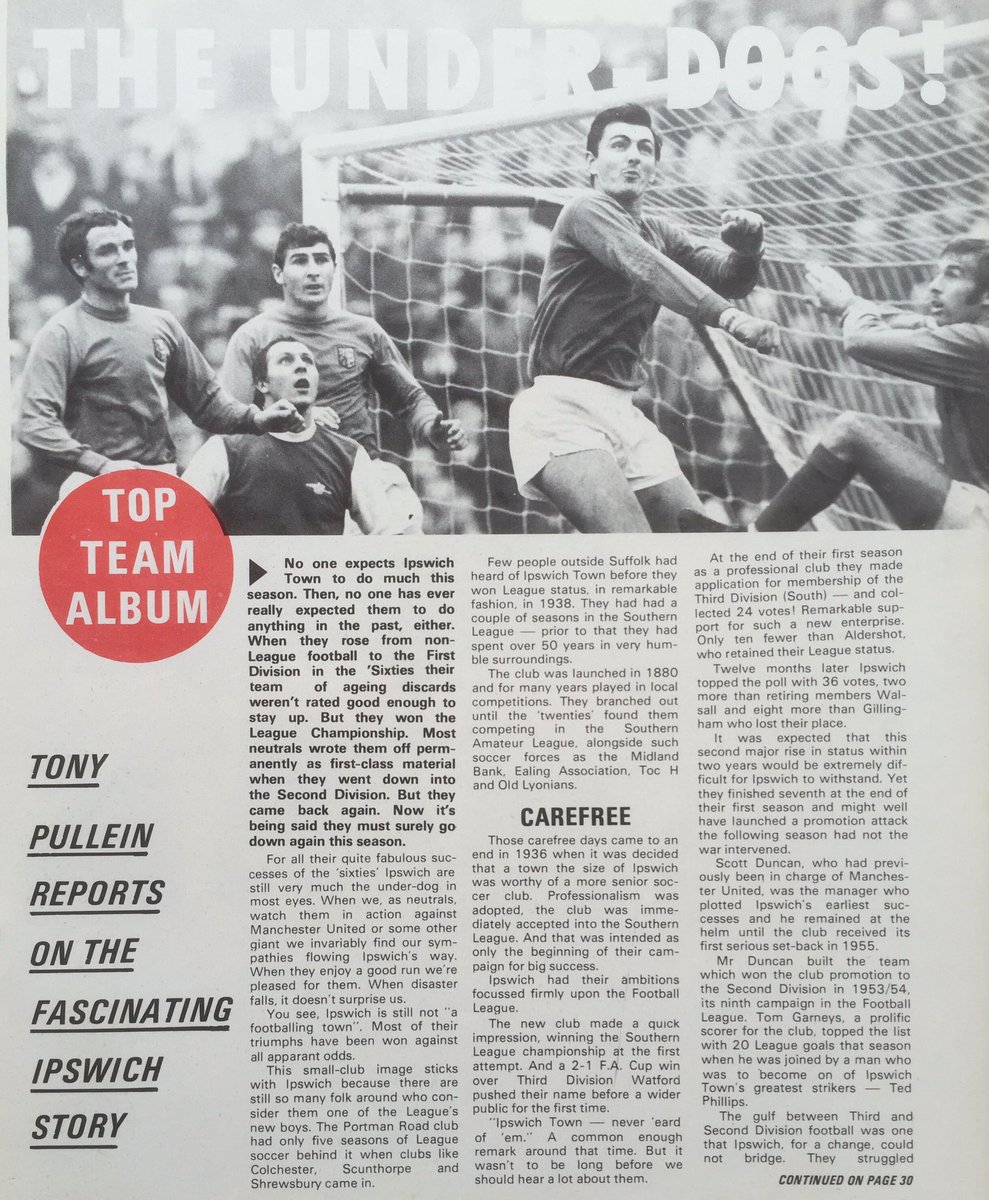 THE UNDER-DOGS!
TOP
TEAM
ALBUM
TONY
PULLEIN
REPORTS
ON THE
FASCINATING
IPSWICH
STORY
No one expects Ipswich
Town to do much this
season. Then, no one has ever
really expected them to do
anything in the past, either.
When they rose from non-
League football to the First
Division in the 'Sixties their
team of ageing discards
weren't rated good enough to
stay up. But they won the
League Championship. Most
neutrals wrote them off perm-
anently as first-class material
when they went down into
the Second Division. But they
came back again. Now it's
being said they must surely go
down again this season.
For all their quite fabulous suc-
cesses of the 'sixties' Ipswich are
still very much the under-dog in
most eyes. When we, as neutrals,
watch them in action against
Manchester United or some other
giant we invariably find our sym-
pathies flowing Ipswich's way.
When they enjoy a good run we're
pleased for them. When disaster
falls, it doesn't surprise us.
You see, Ipswich is still not "a
footballing town". Most of their
triumphs have been won against
all apparant odds.
This small-club image sticks
with Ipswich because there are
still so many folk around who con-
sider them one of the League's
new boys. The Portman Road club
had only five seasons of League
soccer behind it when clubs like
Colchester, Scunthorpe and
Shrewsbury came in.
Few people outside Suffolk had
heard of Ipswich Town before they
won League status, in remarkable
fashion, in 1938. They had had a
couple of seasons in the Southern
League — prior to that they had
spent over 50 years in very hum-
ble surroundings.
The club was launched in 1880
and for many years played in local
competitions. They branched out
until the 'twenties' found them
competing in the Southern
Amateur League, alongside such
soccer forces as the Midland
Bank, Ealing Association, Toc H
and Old Lyonians.
CAREFREE
Those carefree days came to an
end in 1936 when it was decided
that a town the size of Ipswich
was worthy of a more senior soc-
cer club. Professionalism was
adopted, the club was imme-
diately accepted into the Southern
League. And that was intended as
only the beginning of their cam-
paign for big success.
Ipswich had their ambitions
focussed firmly upon the Football
League.
The new club made a quick
impression, winning the Southern
League championship at the first
attempt. And a 2-1 F.A. Cup win
over Third Division Watford
pushed their name before a wider
public for the first time.
"Ipswich Town — never 'eard
of 'em." A common enough
remark around that time. But it
wasn't to be long before we
should hear a lot about them.
At the end of their first season
as a professional club they made
application for membership of the
Third Division (South) — and col-
lected 24 votes! Remarkable sup-
port for such a new enterprise.
Only ten fewer than Aldershot,
who retained their League status.
Twelve months later Ipswich
topped the poll with 36 votes, two
more than retiring members Wal-
sall and eight more than Gilling-
ham who lost their place.
It was expected that this
second major rise in status within
two years would be extremely dif-
ficult for Ipswich to withstand. Yet
they finished seventh at the end of
their first season and might well
have launched a promotion attack
the following season had not the
war intervened.
Scott Duncan, who had previ-
ously been in charge of Manches-
ter United, was the manager who
plotted Ipswich's earliest suc-
cesses and he remained at the
helm until the club received its
first serious set-back in 1955.
Mr Duncan built the team
which won the club promotion to
the Second Division in 1953/54,
its ninth campaign in the Football
League. Tom Garneys, a prolific
scorer for the club, topped the list
with 20 League goals that season
when he was joined by a man who
was to become on of Ipswich
Town's greatest strikers — Ted
Phillips.
The gulf between Third and
Second Division football was one
that Ipswich, for a change, could
not bridge. They struggled
CONTINUED ON PAGE 30